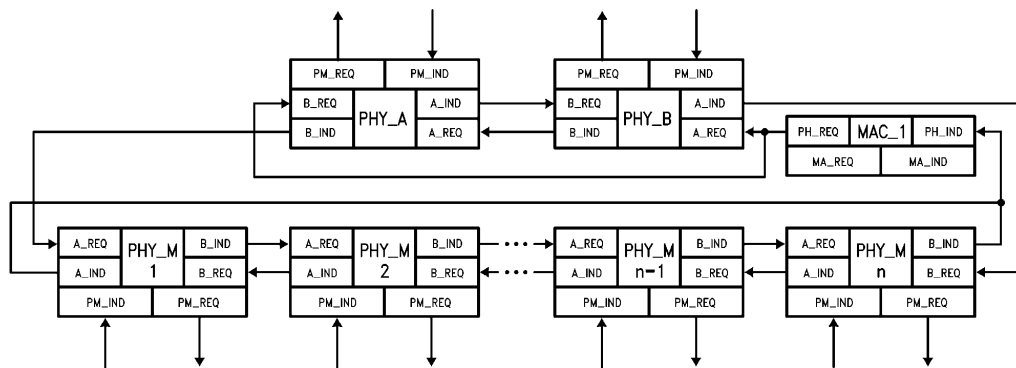 PM_REQ PM_IND PM_REQ PM_IND
B_REQ A_IND B_REQ A_IND
PHY_A PHY_B
B_IND A_REQ B_IND A_REQ PH_REQ MAC_1 PH_IND
MA_REQ MA_IND
A_REQ PHY_M B_IND A_REQ PHY_M B_IND A_REQ PHY_M B_IND A_REQ PHY_M B_IND
A_IND 1 B_REQ A_IND 2 B_REQ A_IND n-1 B_REQ A_IND n B_REQ
PM_IND PM_REQ PM_IND PM_REQ PM_IND PM_REQ PM_IND PM_REQ